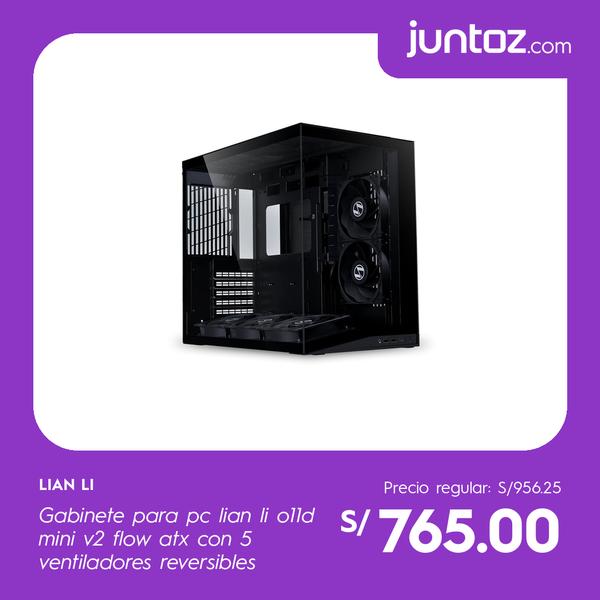 juntoz.com
LIAN LI
Gabinete para pc lian li o11d
mini v2 flow atx con 5
ventiladores reversibles
Precio regular: S/956.25
S/765.00